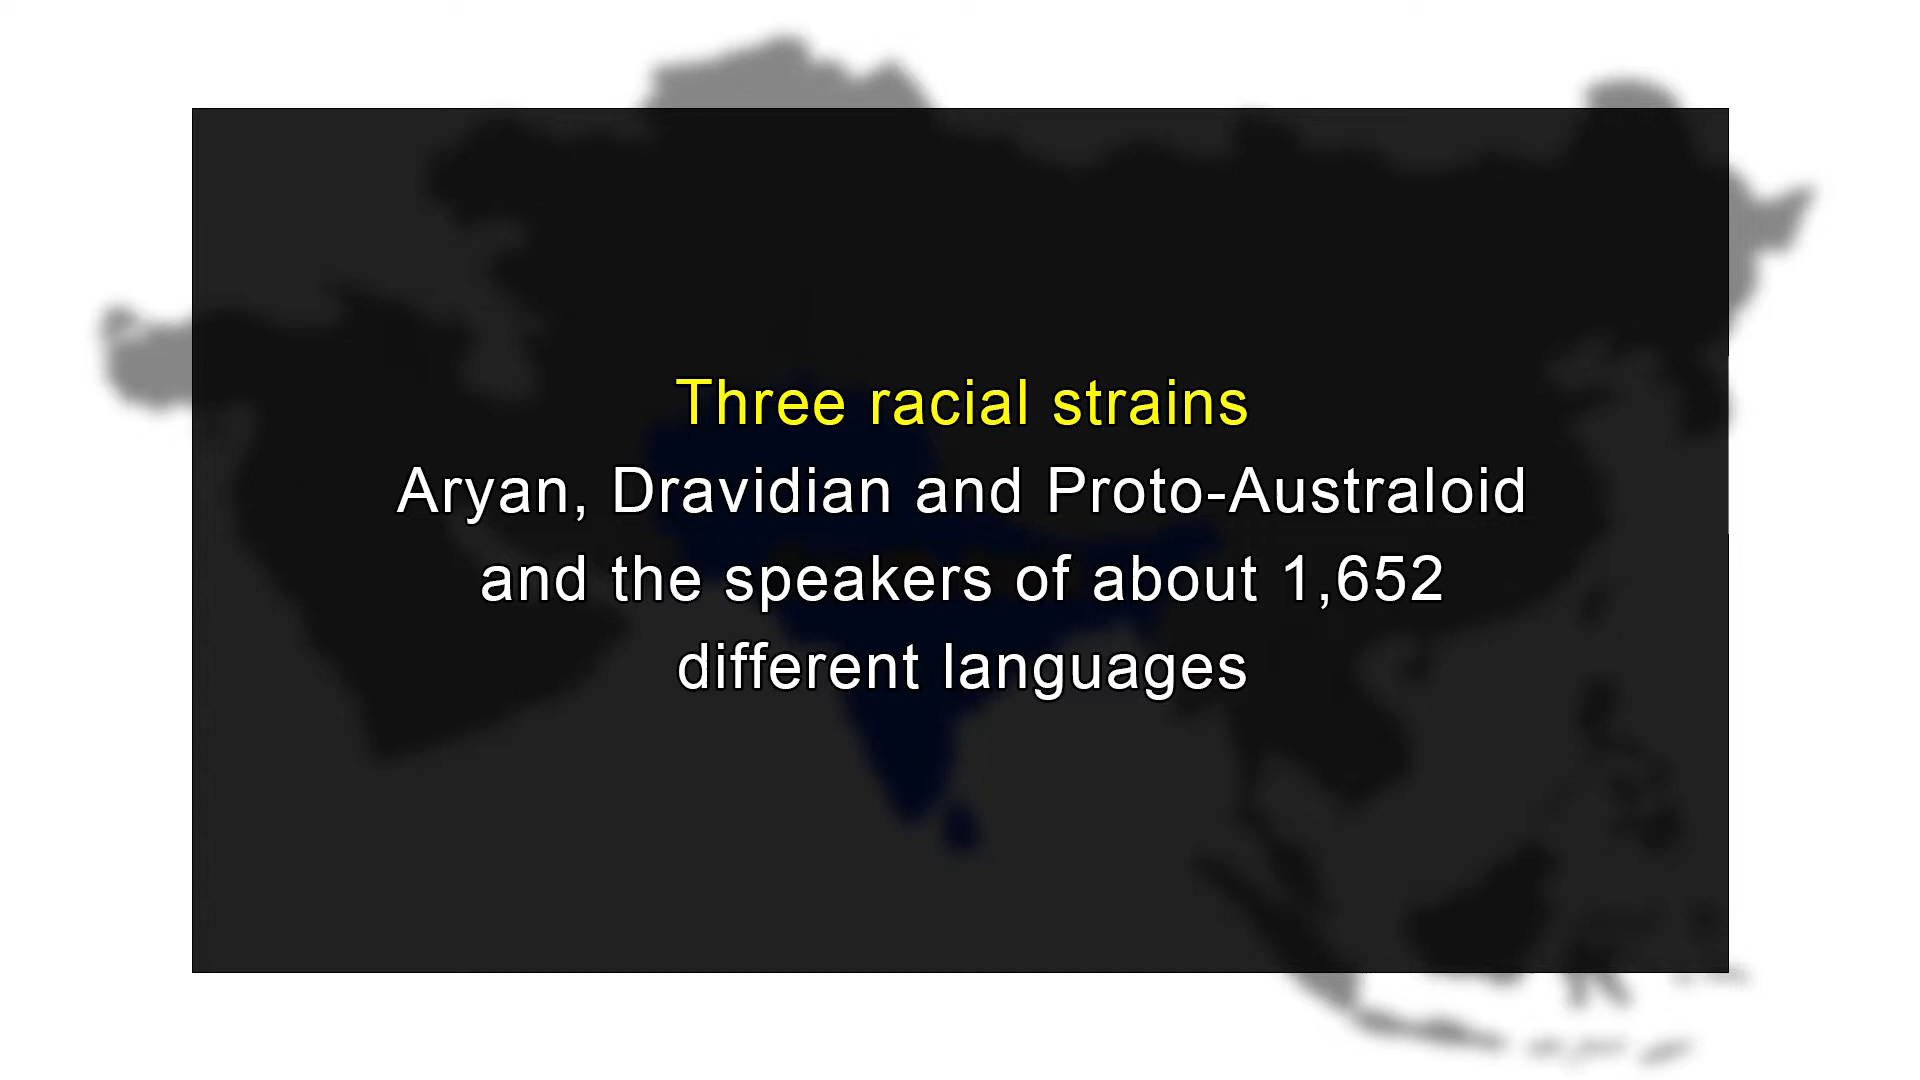 Three racial strains
Aryan, Dravidian and Proto-Australoid
and the speakers of about 1,652
different languages